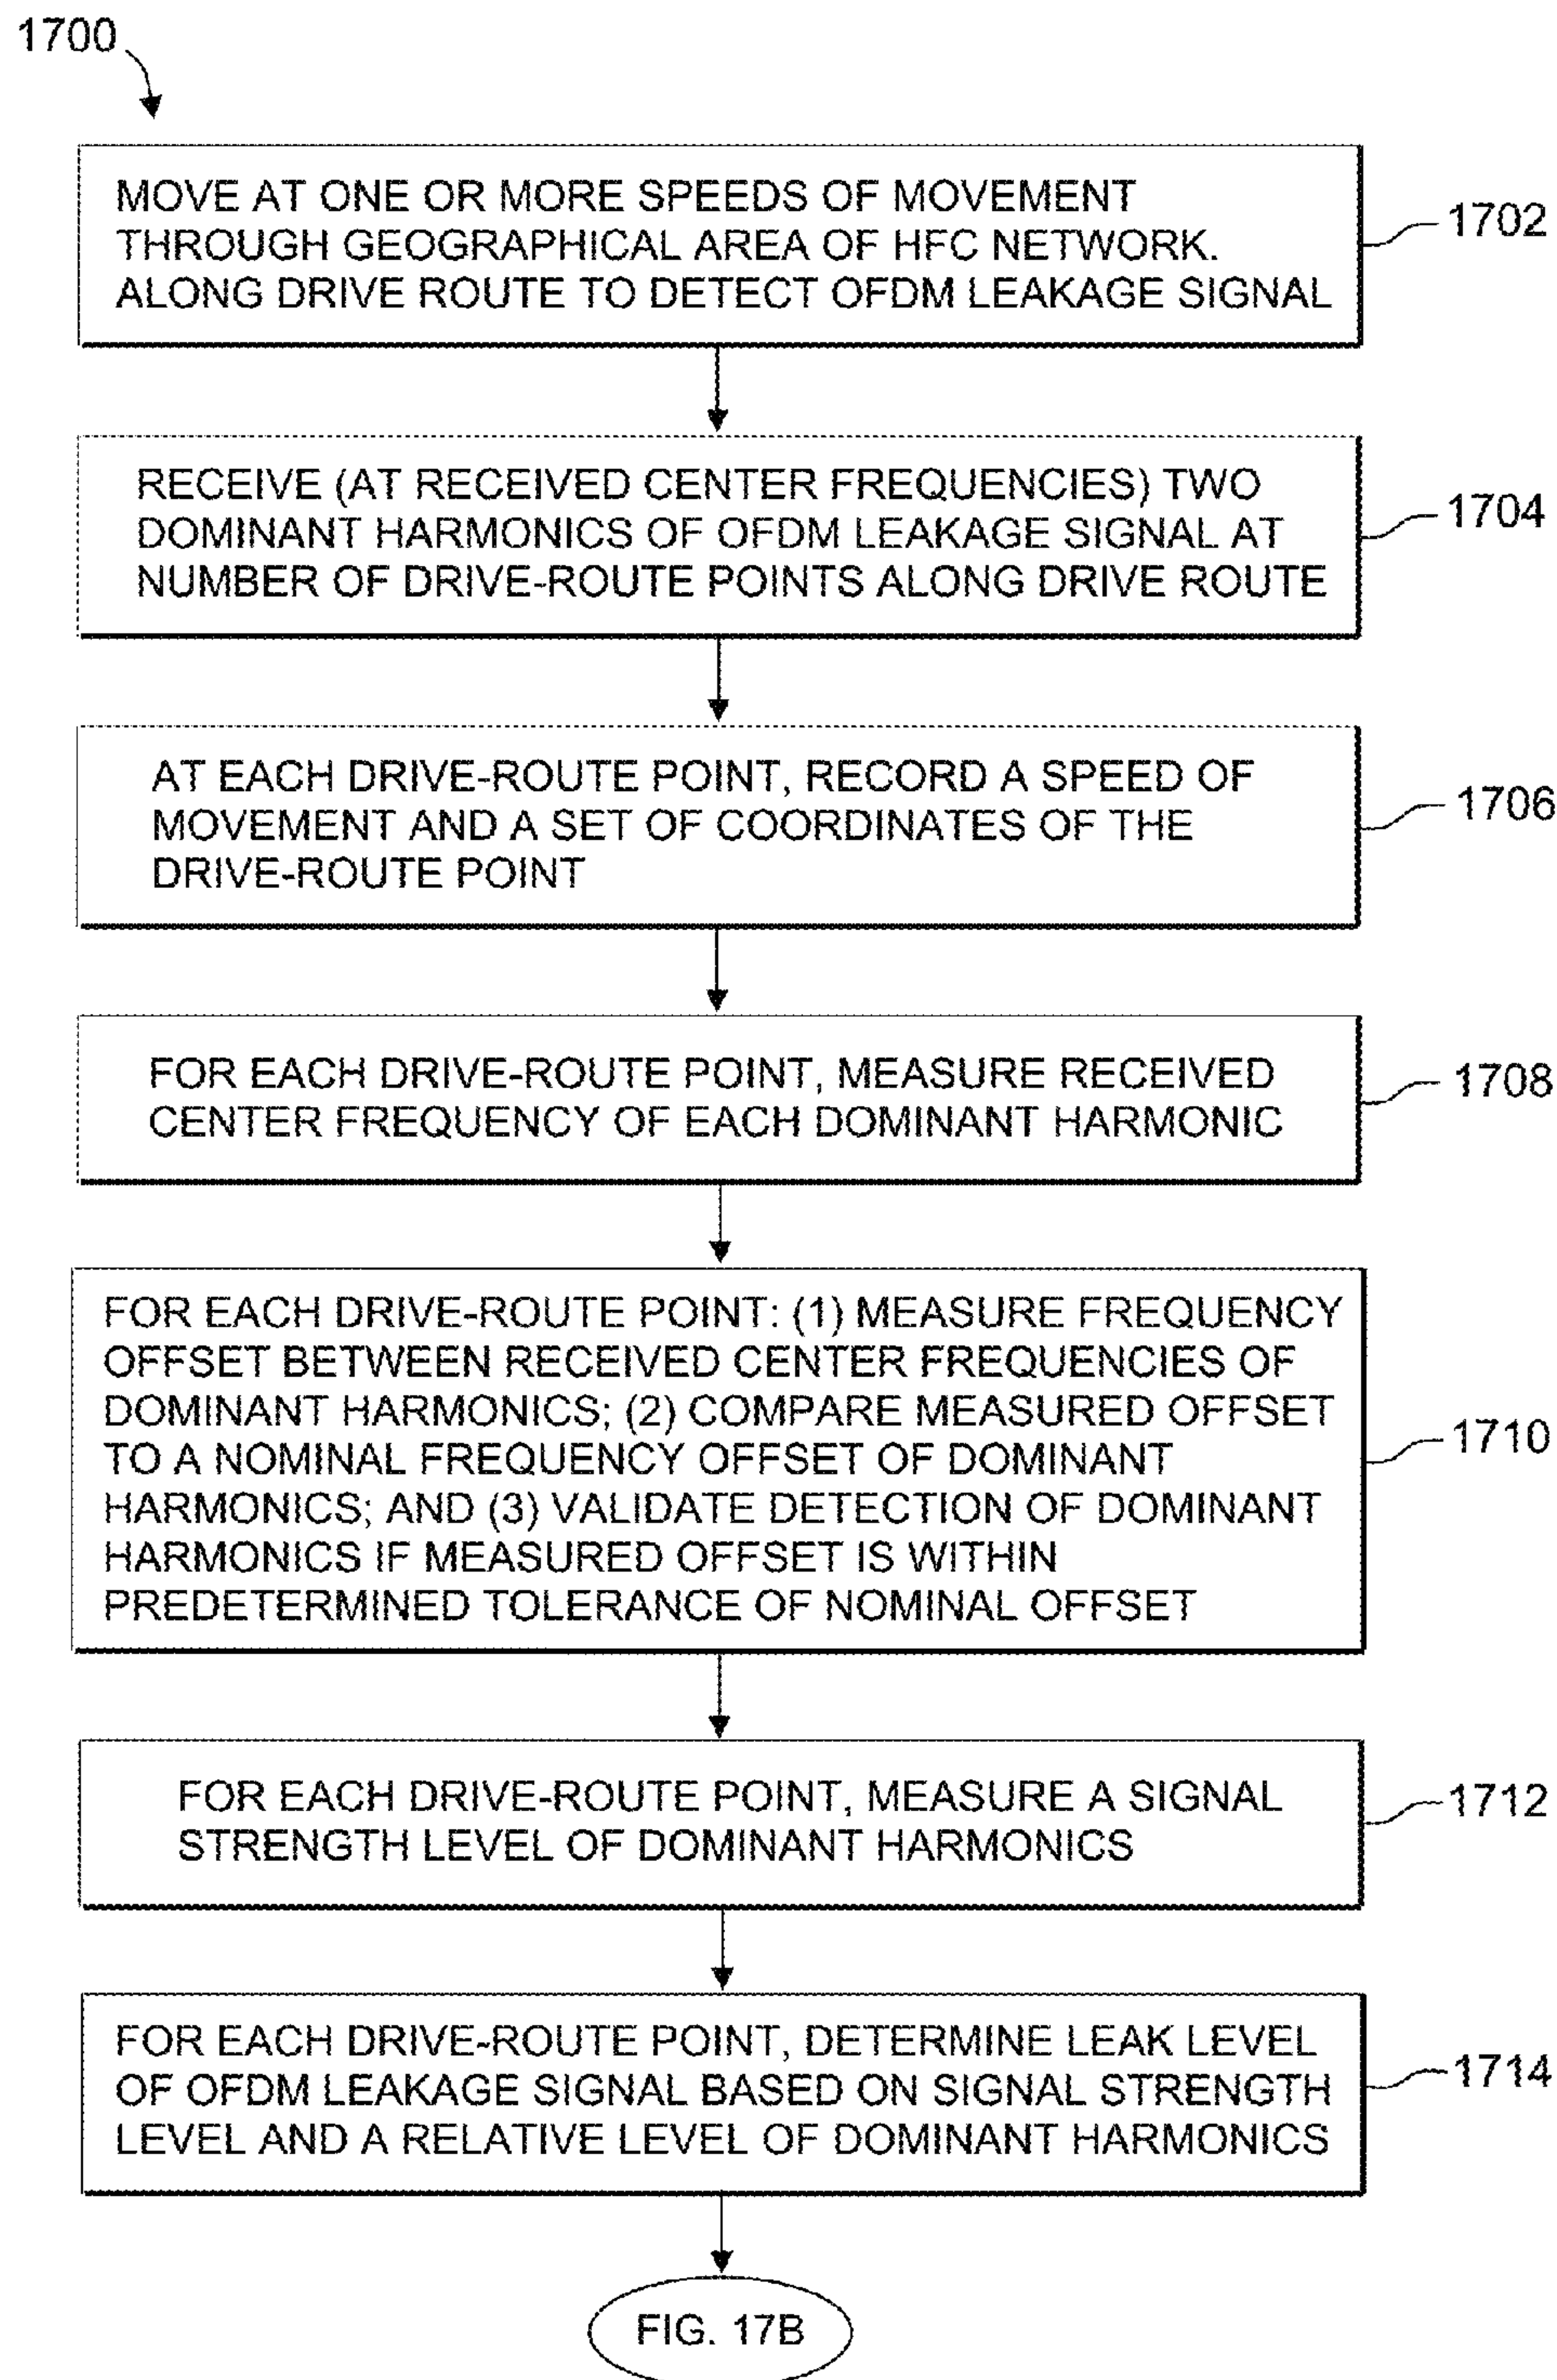 1700
MOVE AT ONE OR MORE SPEEDS OF MOVEMENT
THROUGH GEOGRAPHICAL AREA OF HFC NETWORK.
ALONG DRIVE ROUTE TO DETECT OFDM LEAKAGE SIGNAL
1702
RECEIVE (AT RECEIVED CENTER FREQUENCIES) TWO
DOMINANT HARMONICS OF OFDM LEAKAGE SIGNAL AT
NUMBER OF DRIVE-ROUTE POINTS ALONG DRIVE ROUTE
1704
AT EACH DRIVE-ROUTE POINT, RECORD A SPEED OF
MOVEMENT AND A SET OF COORDINATES OF THE
DRIVE-ROUTE POINT
1706
FOR EACH DRIVE-ROUTE POINT, MEASURE RECEIVED
CENTER FREQUENCY OF EACH DOMINANT HARMONIC
1708
FOR EACH DRIVE-ROUTE POINT: (1) MEASURE FREQUENCY
OFFSET BETWEEN RECEIVED CENTER FREQUENCIES OF
DOMINANT HARMONICS; (2) COMPARE MEASURED OFFSET
TO A NOMINAL FREQUENCY OFFSET OF DOMINANT
HARMONICS; AND (3) VALIDATE DETECTION OF DOMINANT
HARMONICS IF MEASURED OFFSET IS WITHIN
PREDETERMINED TOLERANCE OF NOMINAL OFFSET
1710
FOR EACH DRIVE-ROUTE POINT, MEASURE A SIGNAL
STRENGTH LEVEL OF DOMINANT HARMONICS
1712
FOR EACH DRIVE-ROUTE POINT, DETERMINE LEAK LEVEL
OF OFDM LEAKAGE SIGNAL BASED ON SIGNAL STRENGTH
LEVEL AND A RELATIVE LEVEL OF DOMINANT HARMONICS
1714
FIG. 17B